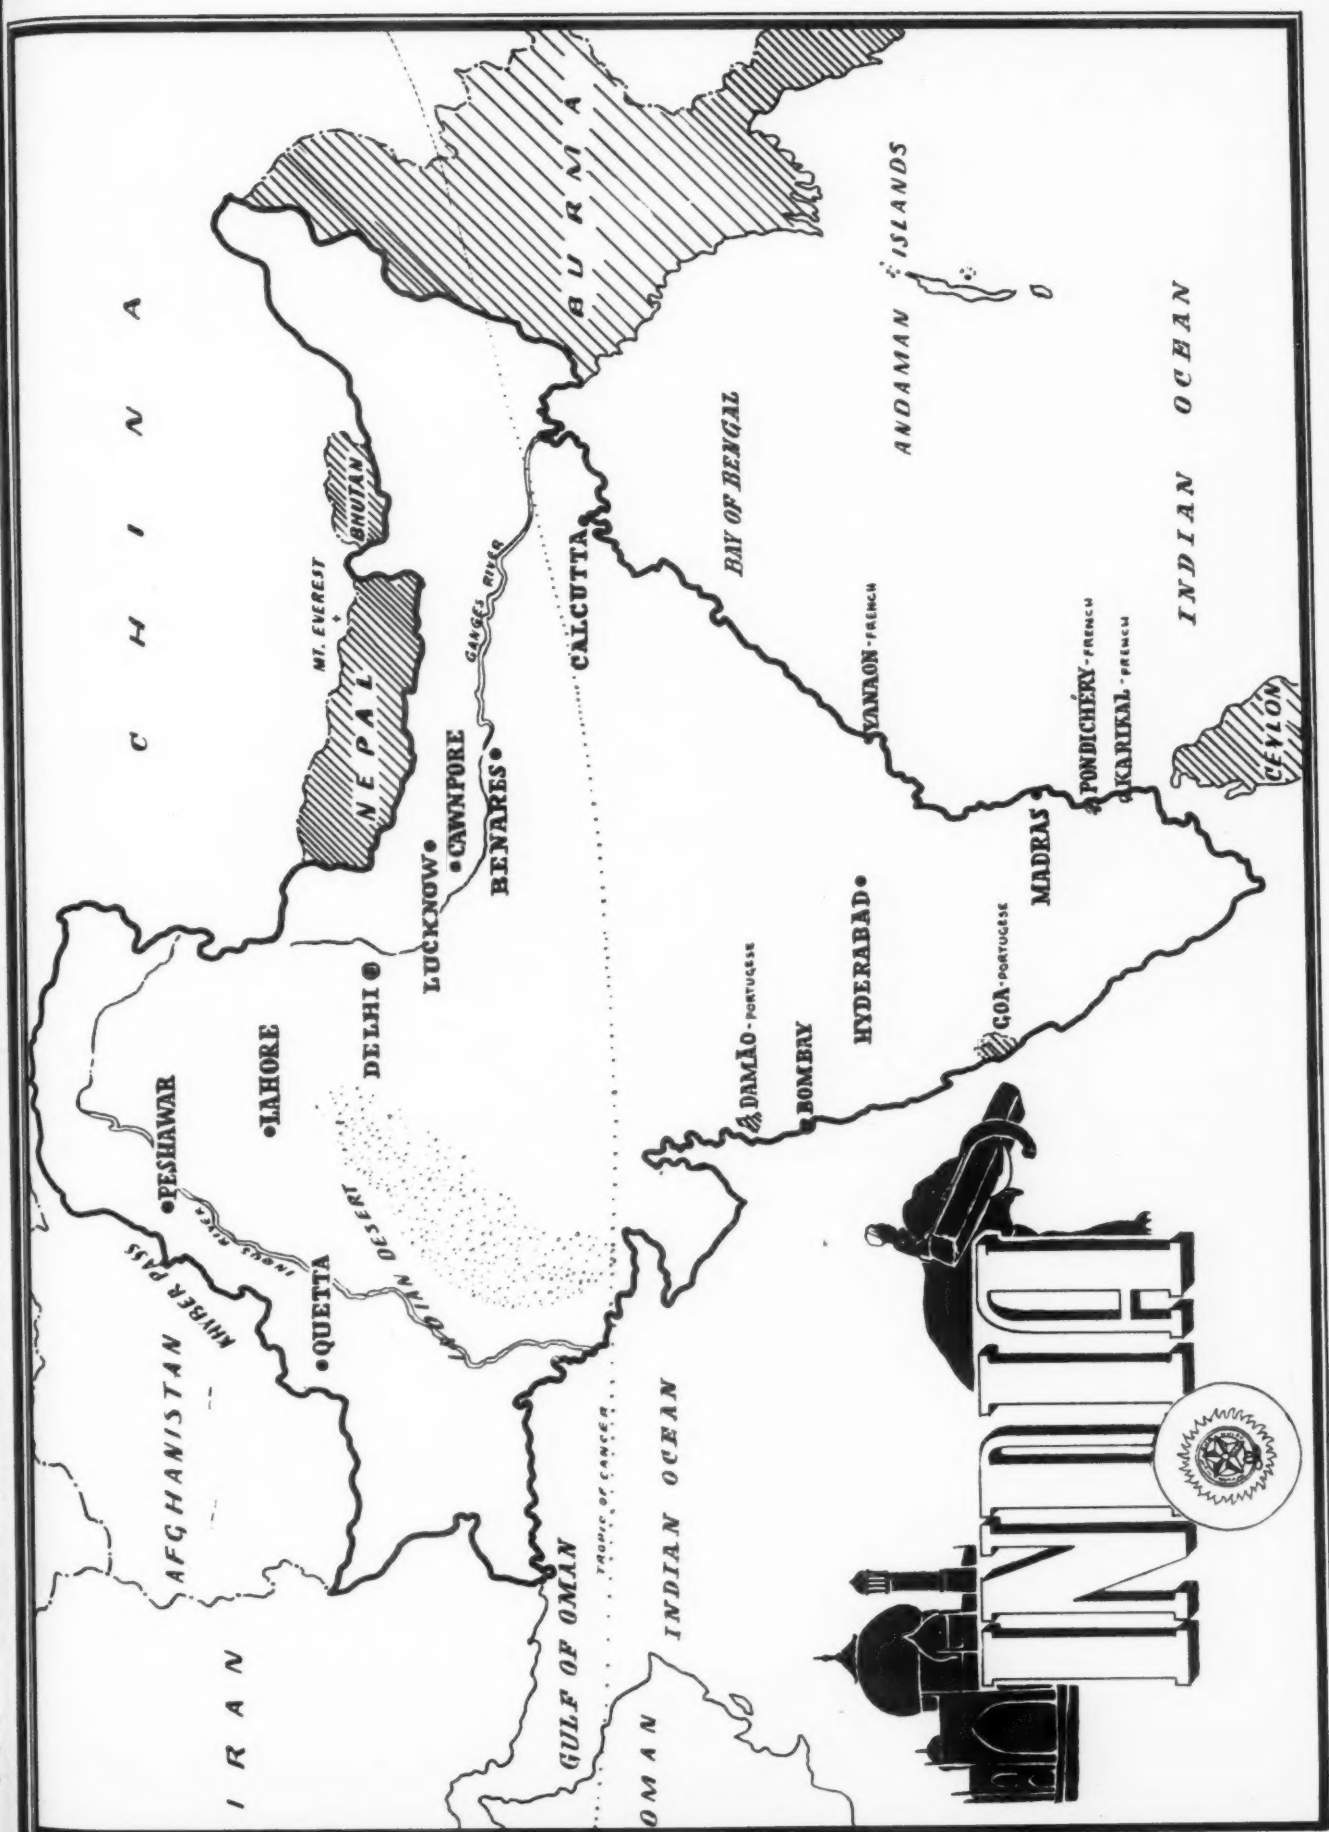 CHINA
AFGHANISTAN
IRAN
KHYBER PASS
PESHAWAR
INDUS RIVER
LAHORE
QUETTA
DELHI
INDIAN DESERT
MT. EVEREST
NEPAL
BHUTAN
LUCKNOW
CAWNPORE
BENARES
GANGES RIVER
CALCUTTA
BURMA
GULF OF OMAN
TROPIC OF CANCER
OMAN
INDIAN OCEAN
BAY OF BENGAL
DAMÃO-PORTUGESE
BOMBAY
HYDERABAD
YANAON-FRENCH
ANDAMAN ISLANDS
GOA-PORTUGESE
MADRAS
PONDICHÉRY-FRENCH
KARIKAL-FRENCH
CEYLON
INDIAN OCEAN
INDIA